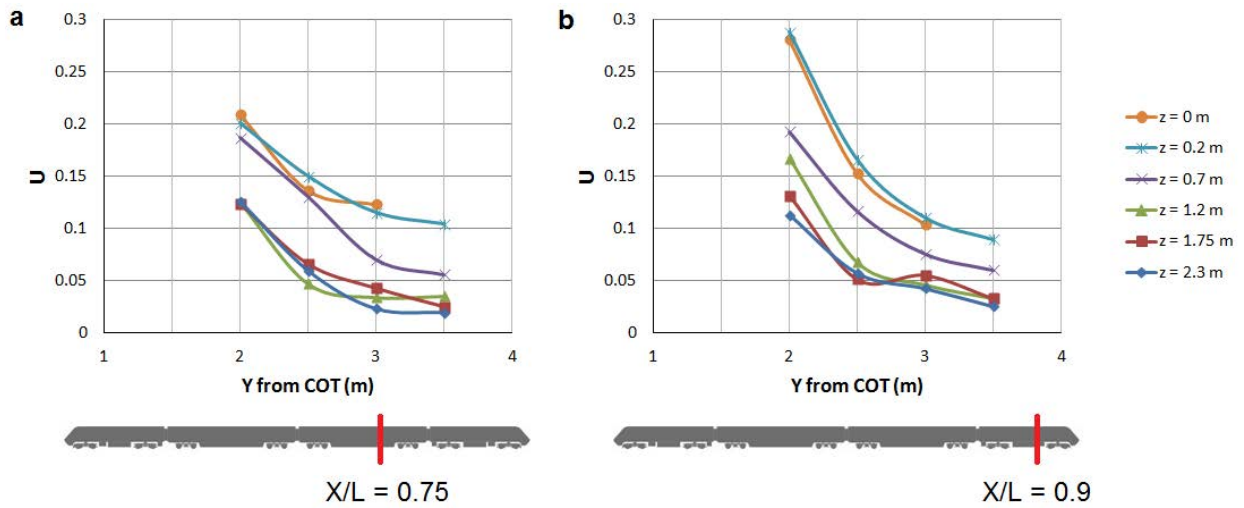 a
0.3
0.25
0.2
0.15
0.1
0.05
0
U
1
2
3
4
Y from COT (m)
X/L = 0.75
b
0.3
0.25
0.2
0.15
0.1
0.05
0
U
1
2
3
4
Y from COT (m)
X/L = 0.9
z = 0 m
z = 0.2 m
z = 0.7 m
z = 1.2 m
z = 1.75 m
z = 2.3 m